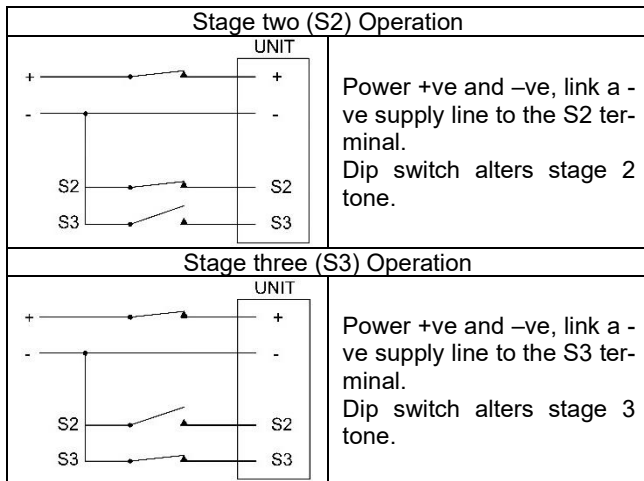 Stage two (S2) Operation
UNIT
+ +
- -
S2 S2
S3 S3
Power +ve and –ve, link a -
ve supply line to the S2 ter-
minal.
Dip switch alters stage 2
tone.
Stage three (S3) Operation
UNIT
+ +
- -
S2 S2
S3 S3
Power +ve and –ve, link a -
ve supply line to the S3 ter-
minal.
Dip switch alters stage 3
tone.